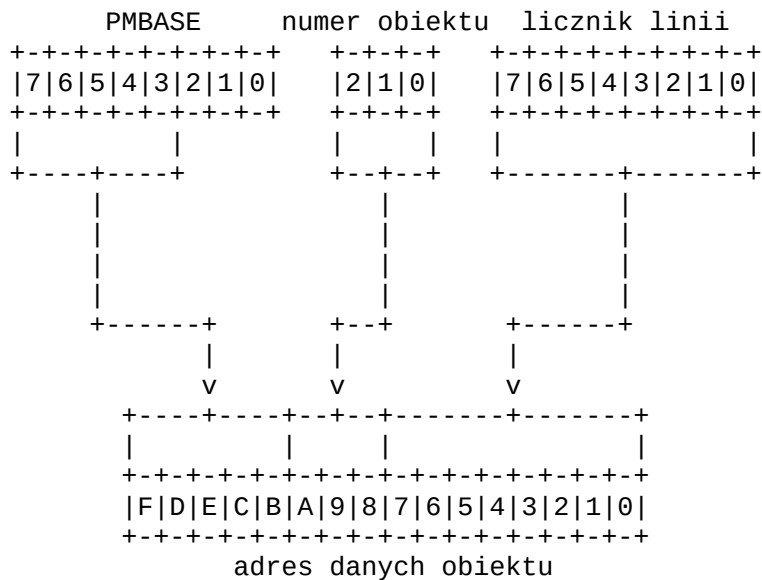 PMBASE numer obiektu licznik linii
+-+-+-+-+-+-+-+-+ +-+-+-+ +-+-+-+-+-+-+-+-+
|7|6|5|4|3|2|1|0| |2|1|0| |7|6|5|4|3|2|1|0|
+-+-+-+-+-+-+-+-+ +-+-+-+ +-+-+-+-+-+-+-+-+
| | | | | |
+----+----+ +--+--+ +-------+-------+
| | |
| | |
| | |
| | |
+------+ +--+ +------+
| | |
v v v
+----+----+--+--+-------+-------+
| | | |
+-+-+-+-+-+-+-+-+-+-+-+-+-+-+-+-+
|F|D|E|C|B|A|9|8|7|6|5|4|3|2|1|0|
+-+-+-+-+-+-+-+-+-+-+-+-+-+-+-+-+
adres danych obiektu